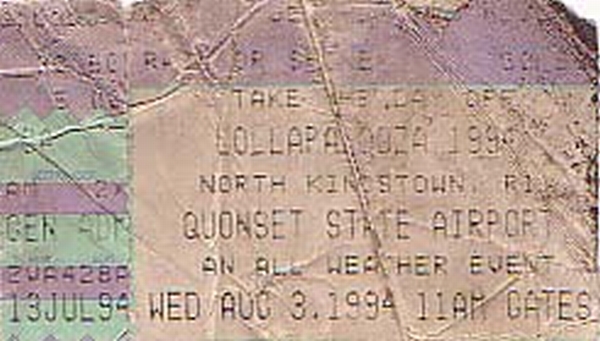 TAKE THE DAY OFF
LOLLAPALOOZA 1994
NORTH KINGSTOWN, RI
QUONSET STATE AIRPORT
GEN ADM
AN ALL WEATHER EVENT
ZWA428A
13JUL94 WED AUG 3.1994 11AM GATES